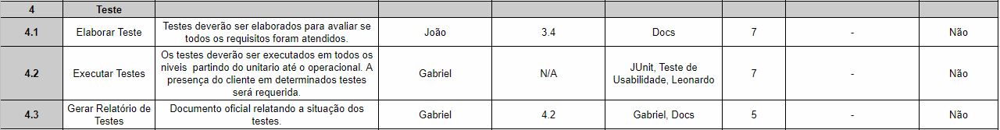 4 Teste
4.1 Elaborar Teste Testes deverão ser elaborados para avaliar se todos os requisitos foram atendidos. João 3.4 Docs 7 - Não
4.2 Executar Testes Os testes deverão ser executados em todos os niveis partindo do unitario até o operacional. A presença do cliente em determinados testes será requerida. Gabriel N/A JUnit, Teste de Usabilidade, Leonardo 7 - Não
4.3 Gerar Relatório de Testes Documento oficial relatando a situação dos testes. Gabriel 4.2 Gabriel, Docs 5 - Não